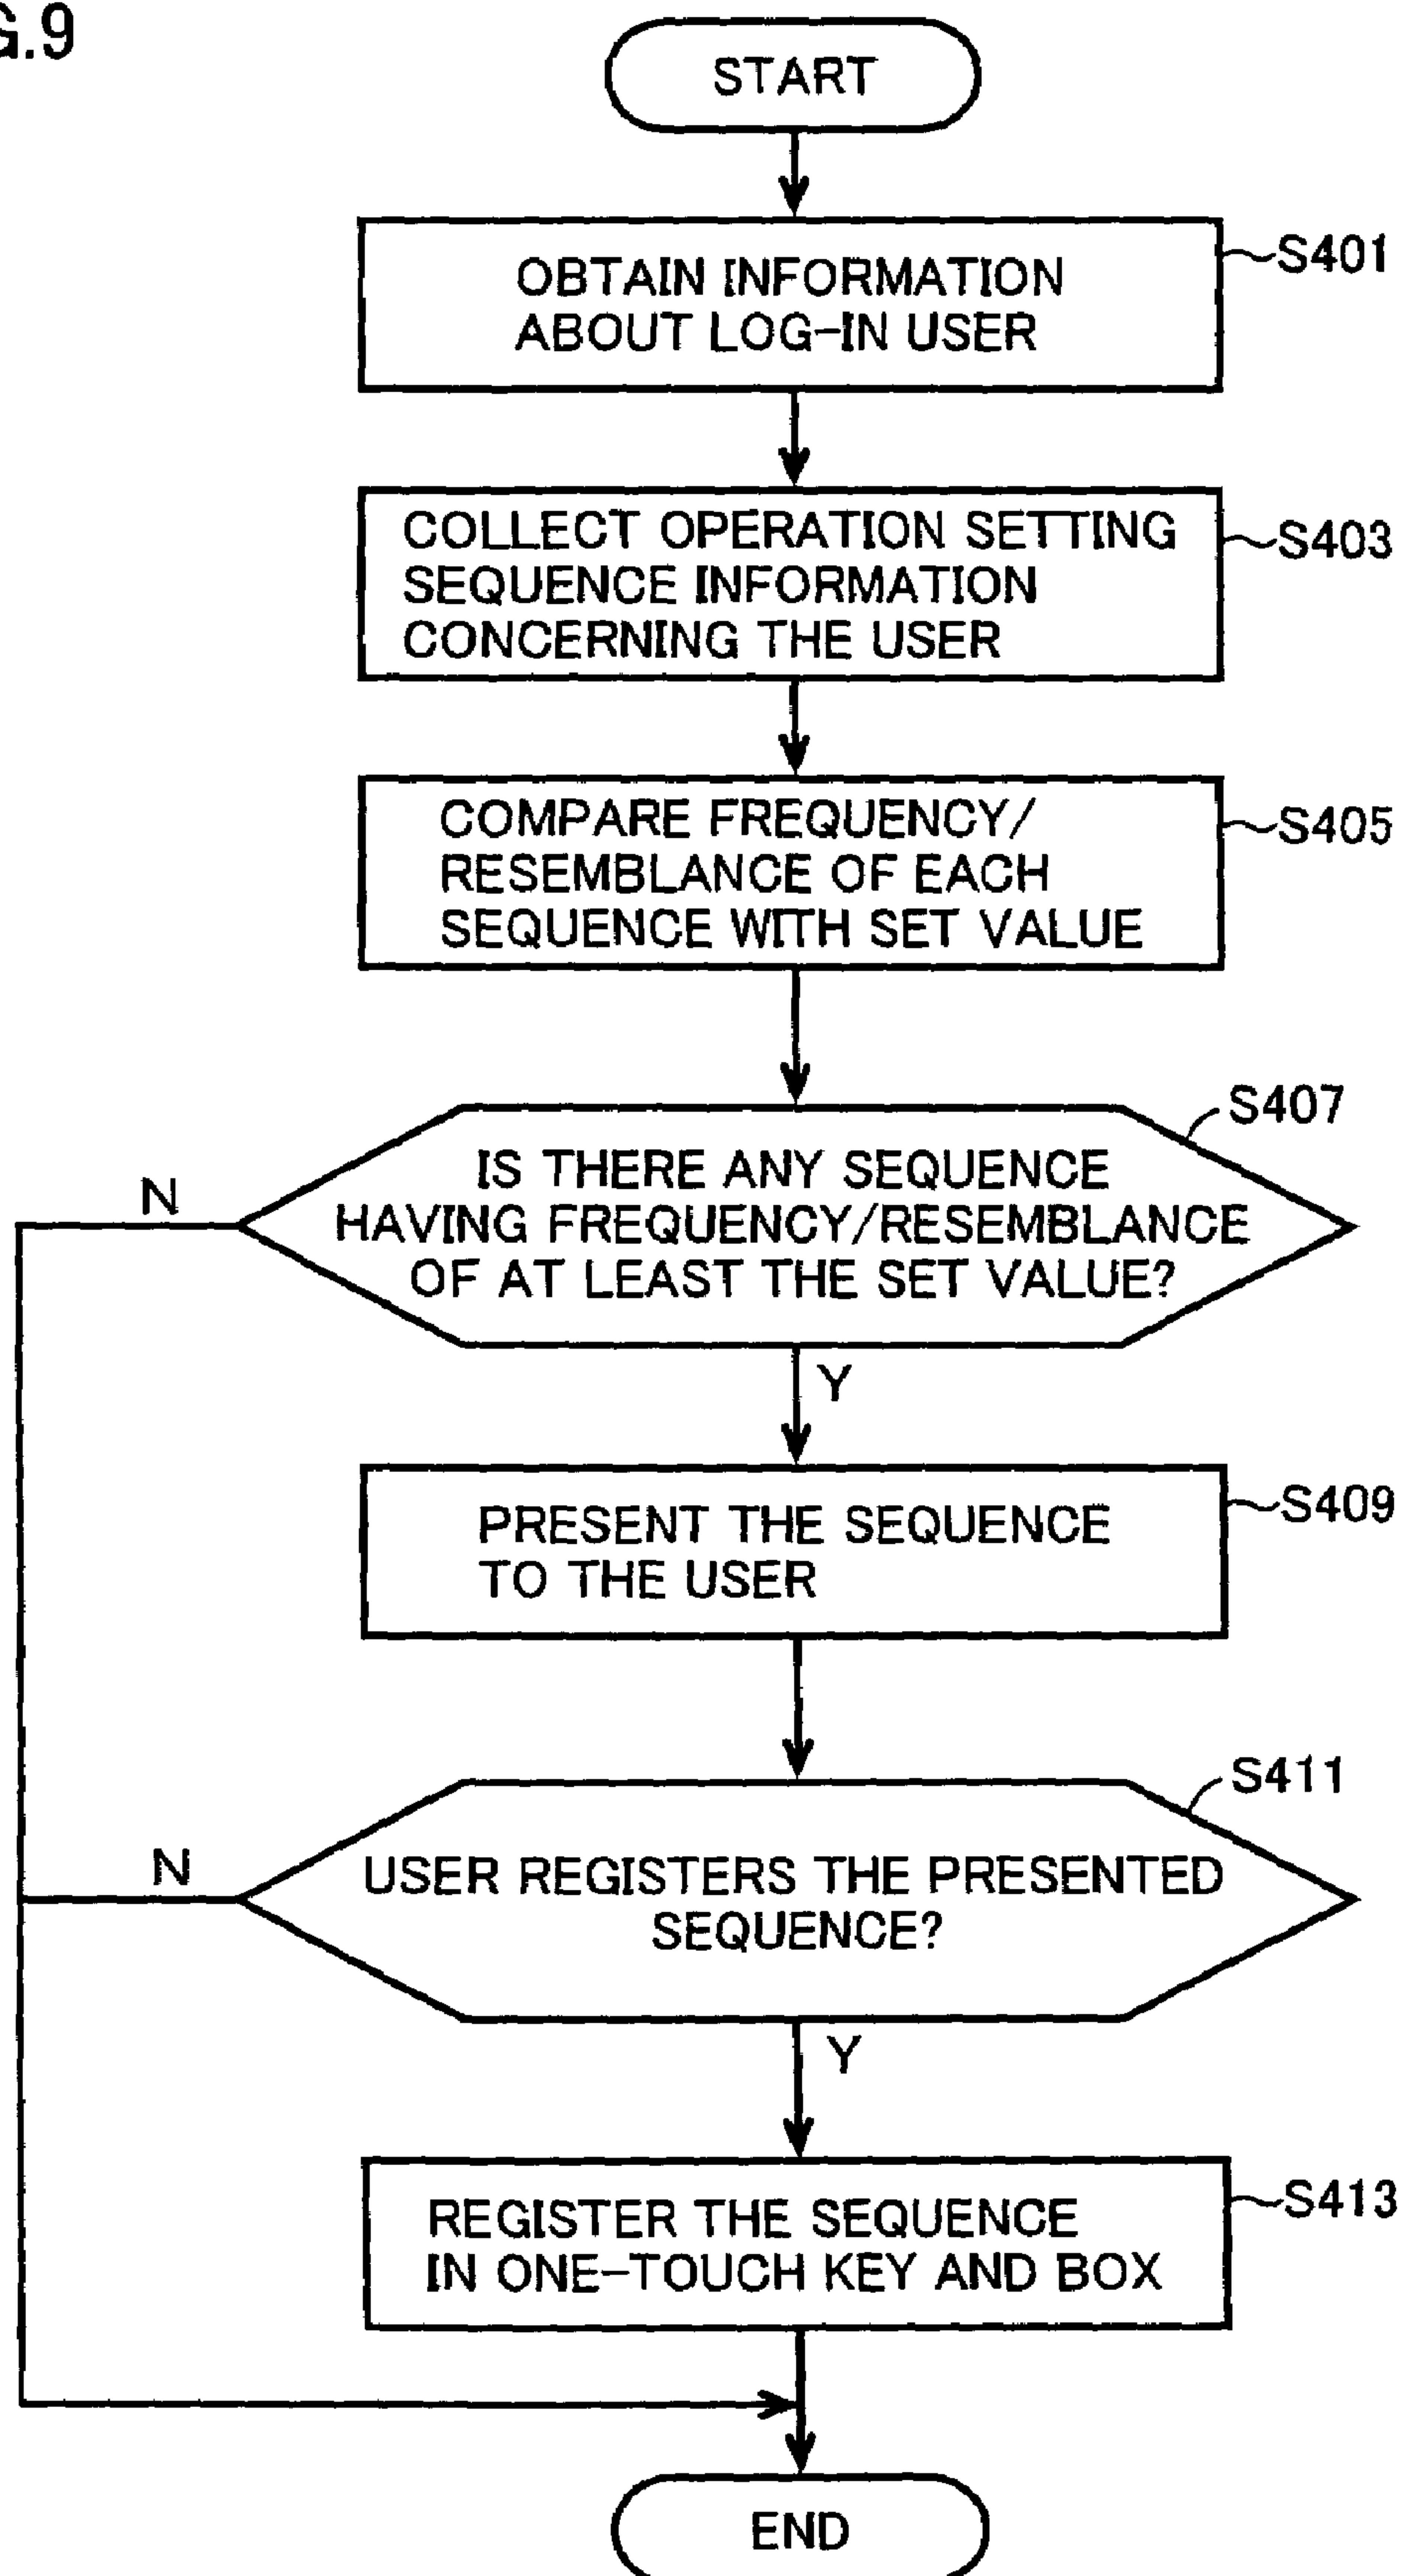 G.9
START
OBTAIN INFORMATION
ABOUT LOG-IN USER
S401
COLLECT OPERATION SETTING
SEQUENCE INFORMATION
CONCERNING THE USER
S403
COMPARE FREQUENCY/
RESEMBLANCE OF EACH
SEQUENCE WITH SET VALUE
S405
S407
IS THERE ANY SEQUENCE
HAVING FREQUENCY/RESEMBLANCE
OF AT LEAST THE SET VALUE?
N
Y
PRESENT THE SEQUENCE
TO THE USER
S409
S411
USER REGISTERS THE PRESENTED
SEQUENCE?
N
Y
REGISTER THE SEQUENCE
IN ONE-TOUCH KEY AND BOX
S413
END